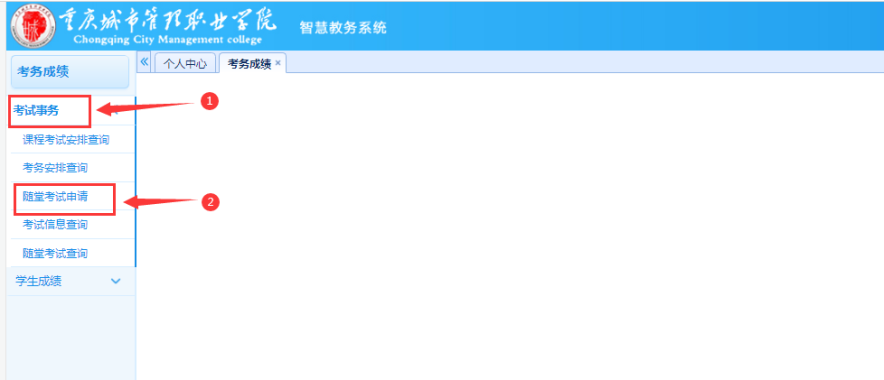 重庆城市管理职业学院
Chongqing City Management college
智慧教务系统
考务成绩
个人中心
考务成绩
考试事务
1
课程考试安排查询
考务安排查询
随堂考试申请
2
考试信息查询
随堂考试查询
学生成绩